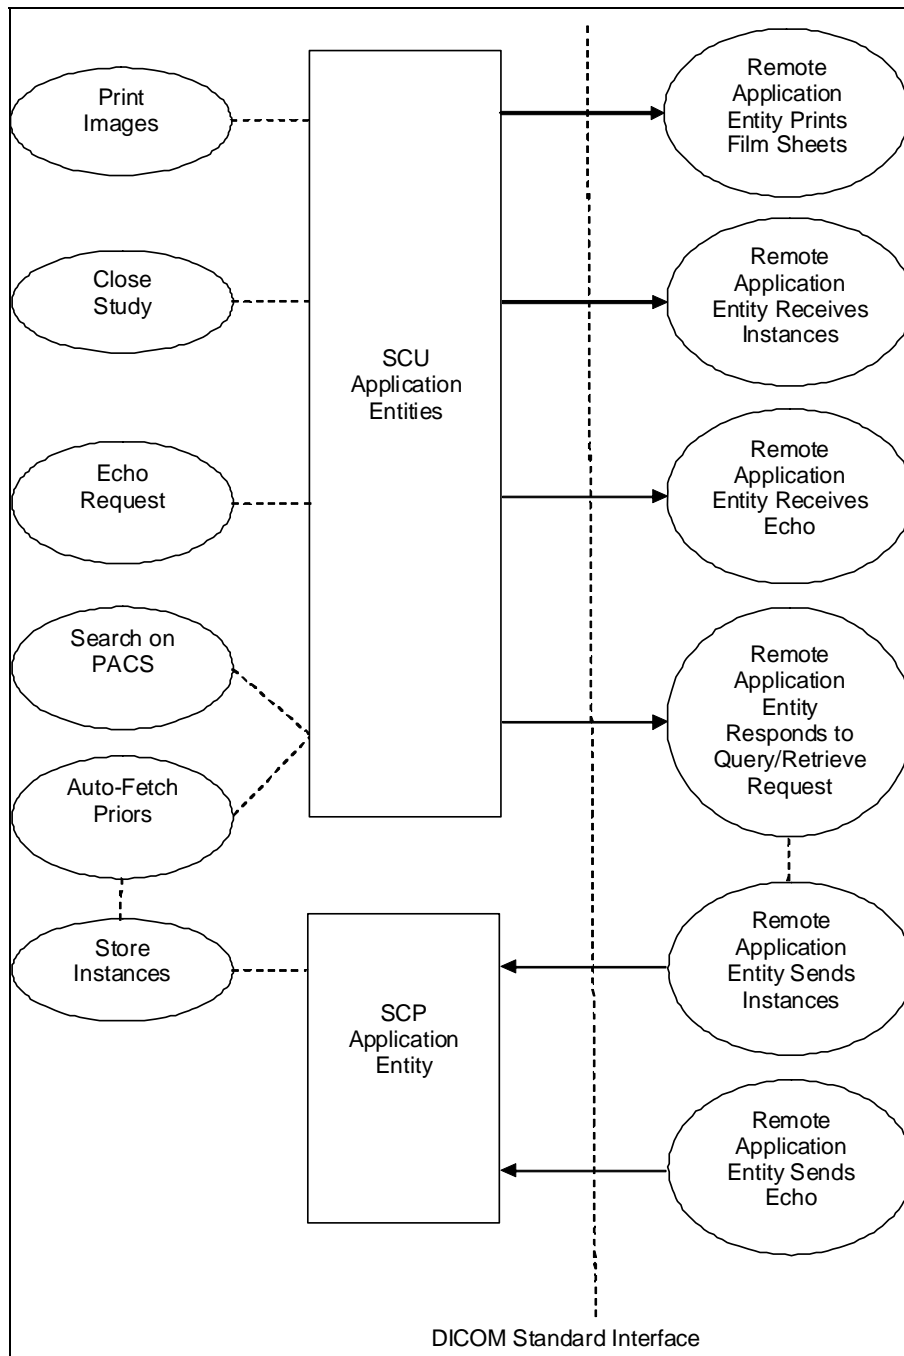 Print
Images
Close
Study
Echo
Request
Search on
PACS
Auto-Fetch
Priors
Store
Instances
SCU
Application
Entities
SCP
Application
Entity
Remote
Application
Entity Prints
Film Sheets
Remote
Application
Entity Receives
Instances
Remote
Application
Entity Receives
Echo
Remote
Application
Entity
Responds to
Query/Retrieve
Request
Remote
Application
Entity Sends
Instances
Remote
Application
Entity Sends
Echo
DICOM Standard Interface